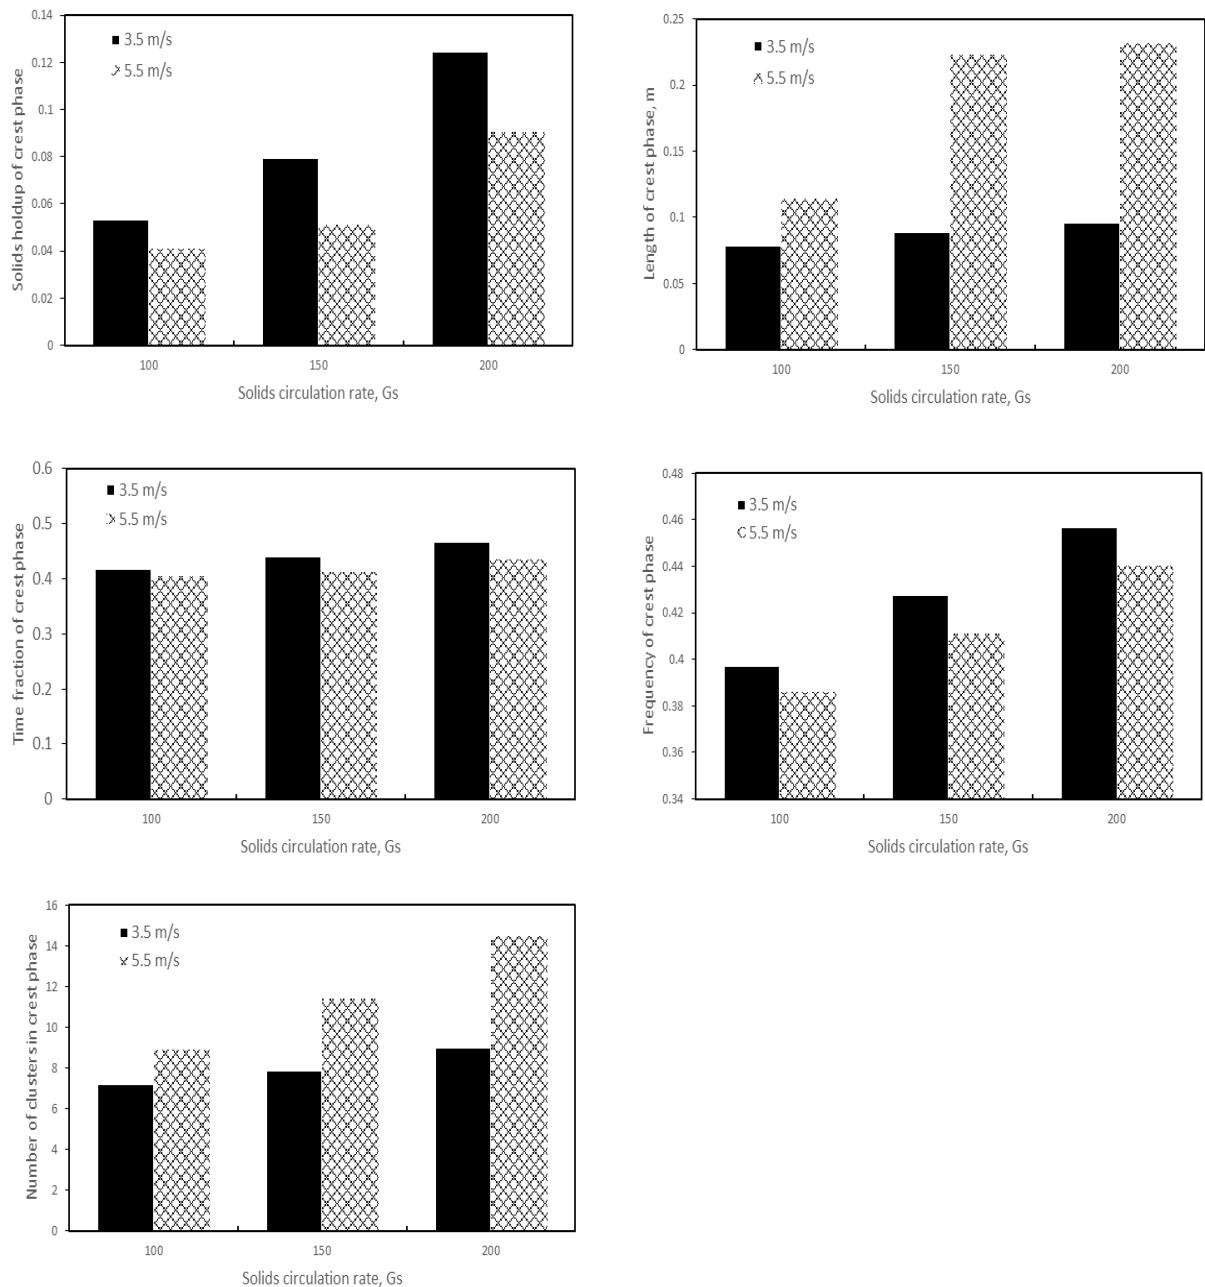 0.14
0.12
0.1
0.08
0.06
0.04
0.02
0
Solids holdup of crest phase
3.5 m/s
5.5 m/s
100
150
200
Solids circulation rate, Gs
0.25
0.2
0.15
0.1
0.05
0
Length of crest phase, m
3.5 m/s
5.5 m/s
100
150
200
Solids circulation rate, Gs
0.6
0.5
0.4
0.3
0.2
0.1
0
Time fraction of crest phase
3.5 m/s
5.5 m/s
100
150
200
Solids circulation rate, Gs
0.48
0.46
0.44
0.42
0.4
0.38
0.36
0.34
Frequency of crest phase
3.5 m/s
5.5 m/s
100
150
200
Solids circulation rate, Gs
16
14
12
10
8
6
4
2
0
Number of clusters in crest phase
3.5 m/s
5.5 m/s
100
150
200
Solids circulation rate, Gs